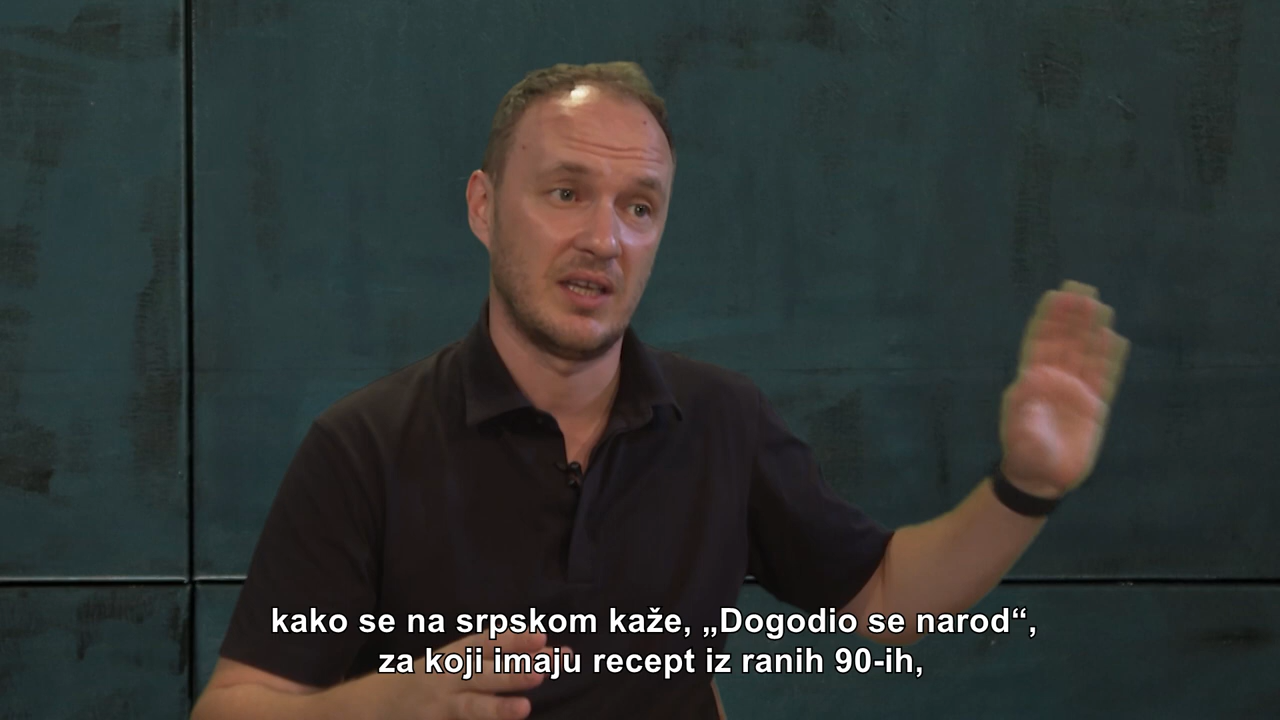 kako se na srpskom kaže, „Dogodio se narod“,
za koji imaju recept iz ranih 90-ih,